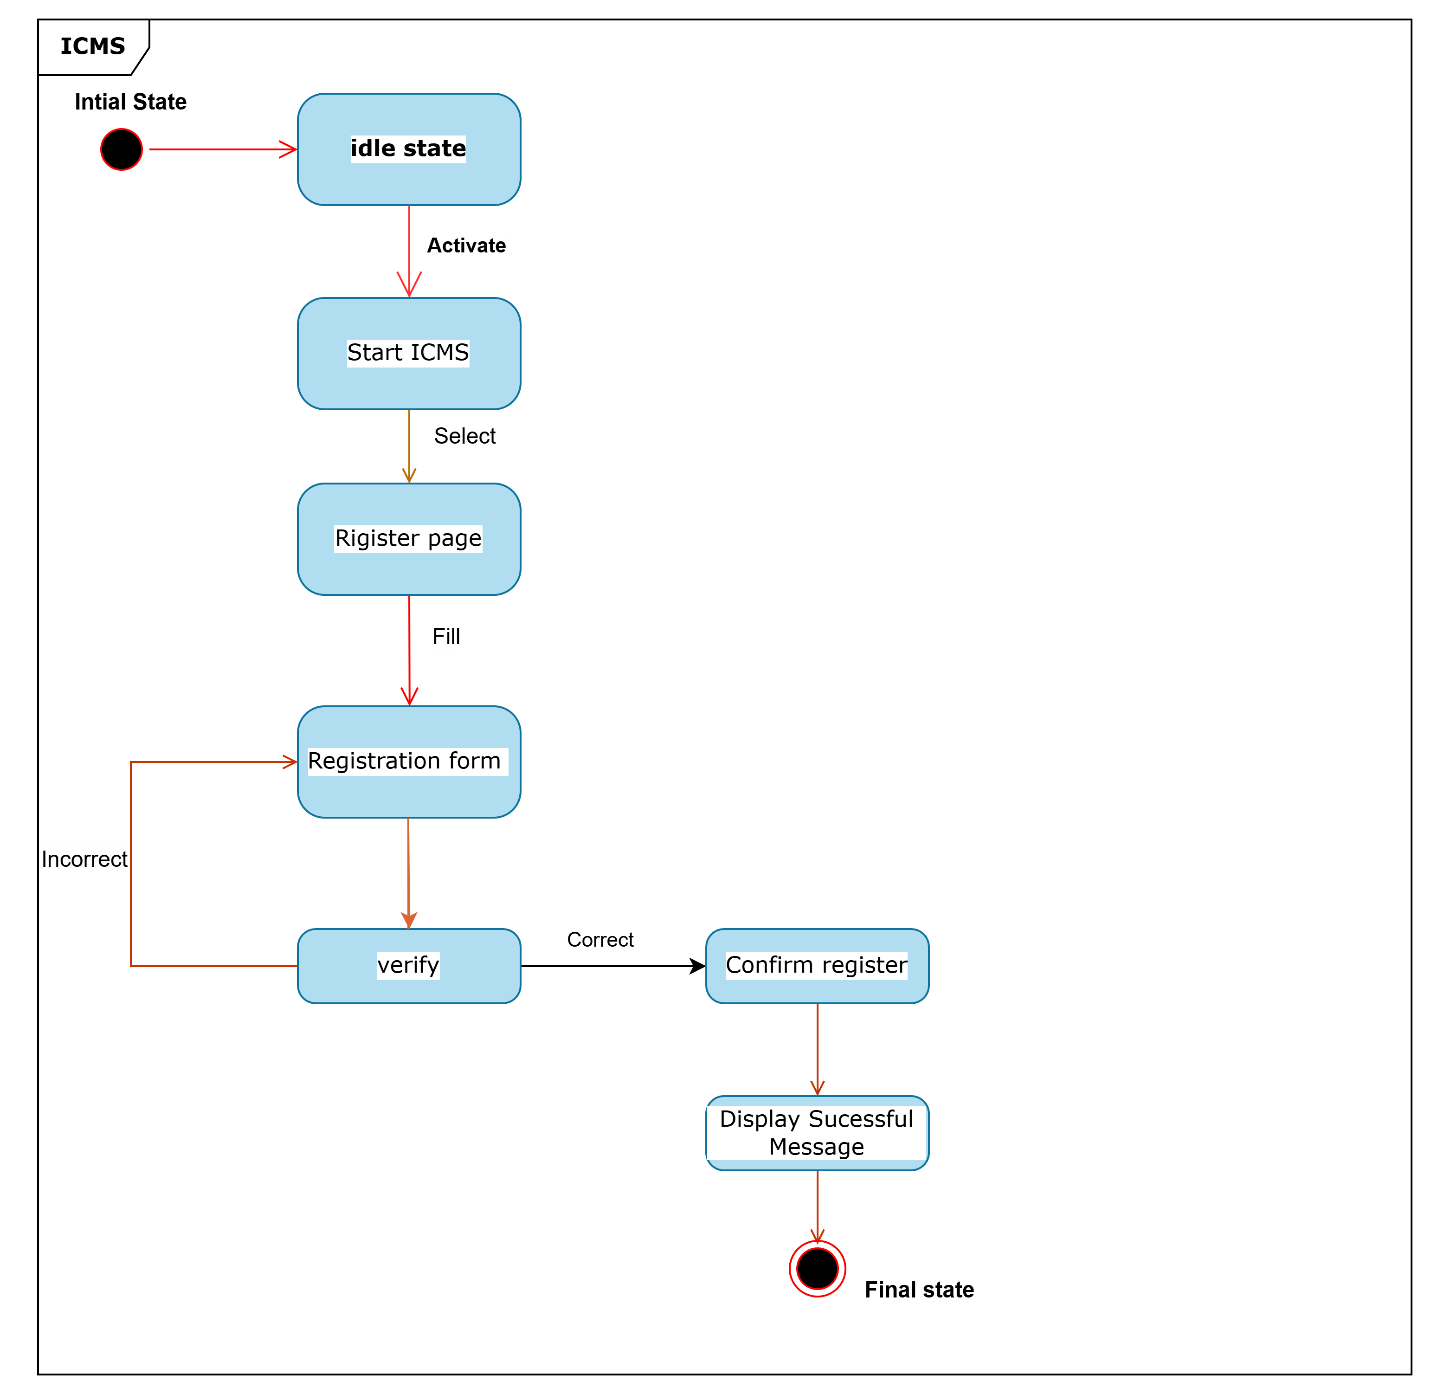 ICMS
Intial State
idle state
Activate
Start ICMS
Select
Rigister page
Fill
Registration form
Incorrect
verify
Correct
Confirm register
Display Sucessful
Message
Final state